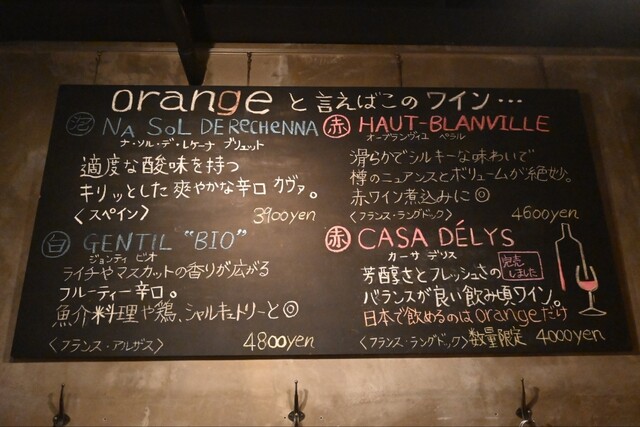 orange と言えばこのワイン…
泡 NA SOL DE RECHENNA
ナ・ソル・デ・レケーナ ブリュット
適度な酸味を持つ
キリッとした爽やかな辛口 カヴァ。
〈スペイン〉 3900yen
赤 HAUT-BLANVILLE
オーブランヴィユ ペラル
滑らかでシルキーな味わいで
樽のニュアンスとボリュームが絶妙。
赤ワイン煮込みに◎
〈フランス・ラングドック〉 4600yen
白 GENTIL "BIO"
ジョンティ ビオ
ライチやマスカットの香りが広がる
フルーティー辛口。
魚介料理や鶏、シャルキュトリーと◎
〈フランス・アルザス〉 4800yen
赤 CASA DÉLYS
カーサ デリス
芳醇さとフレッシュさの
完売しました
バランスが良い飲み頃ワイン。
日本で飲めるのはorangeだけ
〈フランス・ラングドック〉数量限定 4000yen